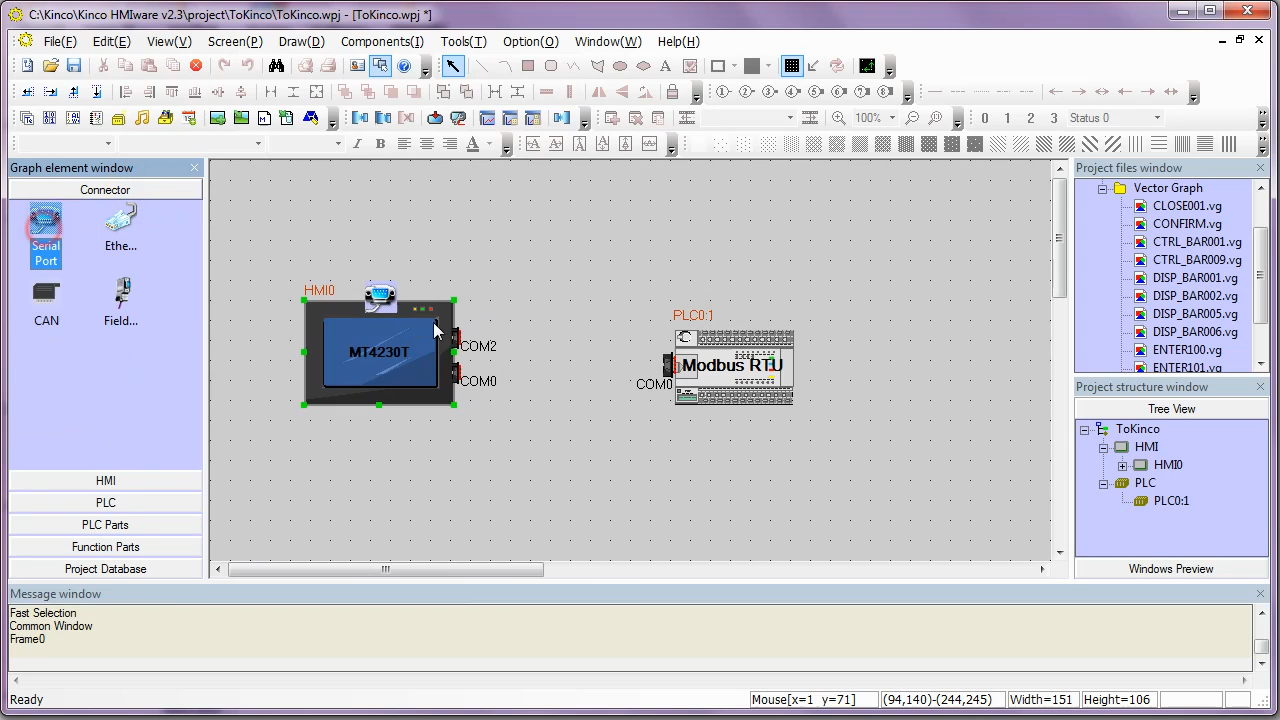 C:\Kinco\Kinco HMIware v2.3\project\ToKinco\ToKinco.wpj - [ToKinco.wpj *]
File(F) Edit(E) View(V) Screen(P) Draw(D) Components(I) Tools(T) Option(O) Window(W) Help(H)
100%
0 1 2 3 Status 0
Graph element window
Connector
Serial Port
Ethe...
CAN
Field...
HMI
PLC
PLC Parts
Function Parts
Project Database
HMI0
MT4230T
COM2
COM0
PLC0:1
Modbus RTU
COM0
Project files window
Vector Graph
CLOSE001.vg
CONFIRM.vg
CTRL_BAR001.vg
CTRL_BAR009.vg
DISP_BAR001.vg
DISP_BAR002.vg
DISP_BAR005.vg
DISP_BAR006.vg
ENTER100.vg
ENTER101.vg
Project structure window
Tree View
ToKinco
HMI
HMI0
PLC
PLC0:1
Windows Preview
Message window
Fast Selection
Common Window
Frame0
Ready
Mouse[x=1 y=71]
(94,140)-(244,245)
Width=151
Height=106